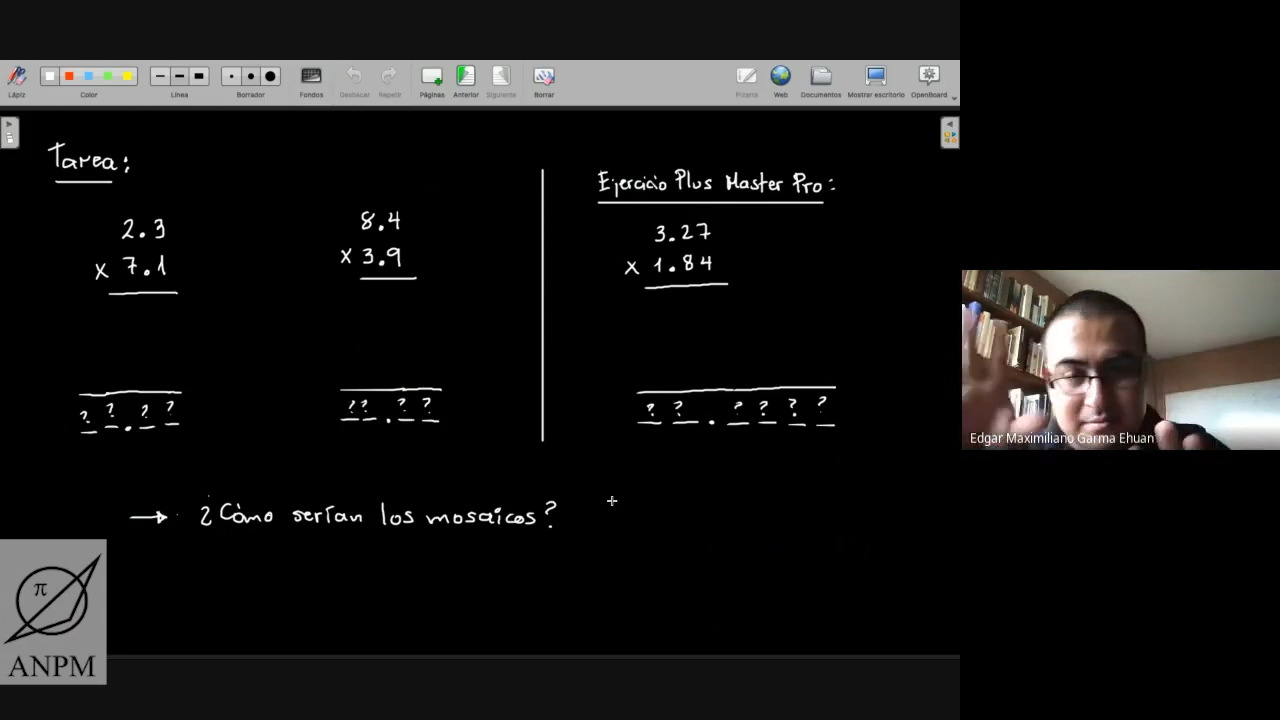 Lápiz
Color
Línea
Borrador
Fondos
Deshacer
Repetir
Páginas
Anterior
Siguiente
Borrar
Pizarra
Web
Documentos
Mostrar escritorio
OpenBoard
Tarea:
2.3
x 7.1
? ? . ? ?
8.4
x 3.9
? ? . ? ?
Ejercicio Plus Master Pro:
3.27
x 1.84
? ? . ? ? ? ?
→ ¿Cómo serían los mosaicos?
Edgar Maximiliano Garma Ehuan
π
ANPM